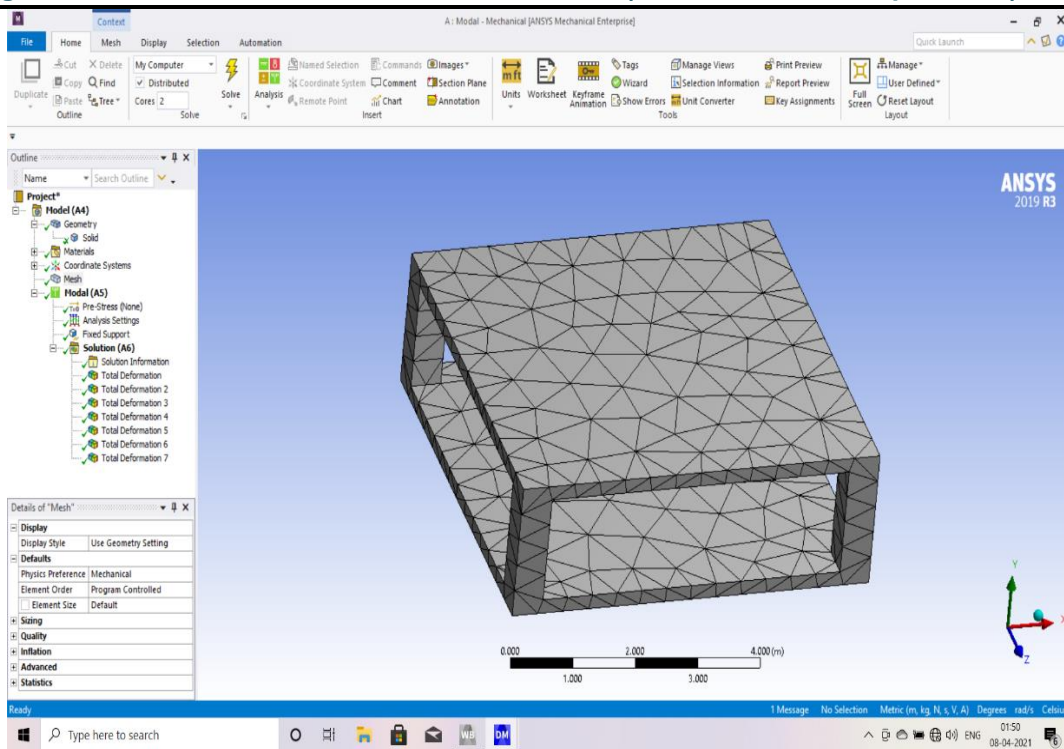 Context
A : Modal - Mechanical [ANSYS Mechanical Enterprise]
File Home Mesh Display Selection Automation
Quick Launch
Duplicate
Cut
Copy
Paste
Delete
Find
Tree
Outline
My Computer
Distributed
Cores 2
Solve
Solve
Analysis
Named Selection
Coordinate System
Remote Point
Commands
Comment
Chart
Images
Section Plane
Annotation
Insert
Units
Worksheet
Keyframe Animation
Tags
Wizard
Show Errors
Manage Views
Selection Information
Unit Converter
Print Preview
Report Preview
Key Assignments
Tools
Full Screen
Manage
User Defined
Reset Layout
Layout
Outline
Name Search Outline
Project*
Model (A4)
Geometry
Solid
Materials
Coordinate Systems
Mesh
Modal (A5)
Pre-Stress (None)
Analysis Settings
Fixed Support
Solution (A6)
Solution Information
Total Deformation
Total Deformation 2
Total Deformation 3
Total Deformation 4
Total Deformation 5
Total Deformation 6
Total Deformation 7
ANSYS
2019 R3
Details of "Mesh"
Display
Display Style Use Geometry Setting
Defaults
Physics Preference Mechanical
Element Order Program Controlled
Element Size Default
Sizing
Quality
Inflation
Advanced
Statistics
0.000 2.000 4.000 (m)
1.000 3.000
Y
X
Z
Ready
1 Message No Selection Metric (m, kg, N, s, V, A) Degrees rad/s Celsiu
Type here to search
WB DM
ENG
01:50
08-04-2021